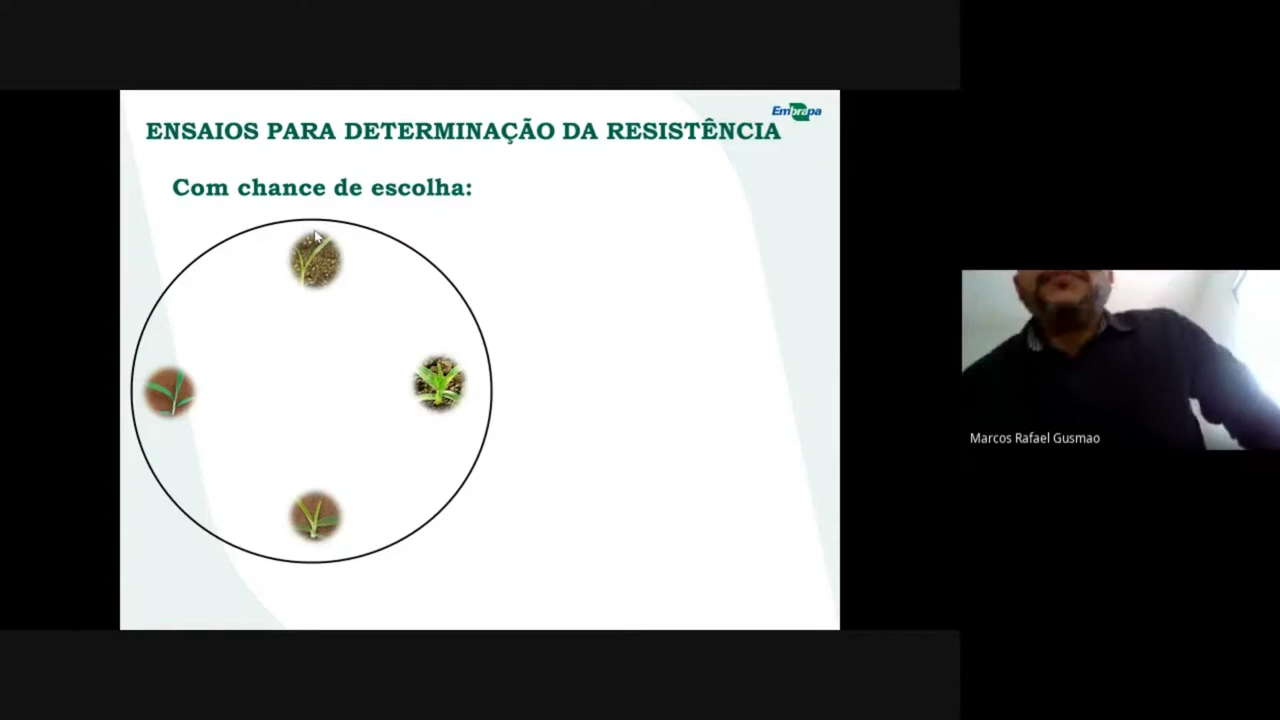 Embrapa
ENSAIOS PARA DETERMINAÇÃO DA RESISTÊNCIA
Com chance de escolha:
Marcos Rafael Gusmao